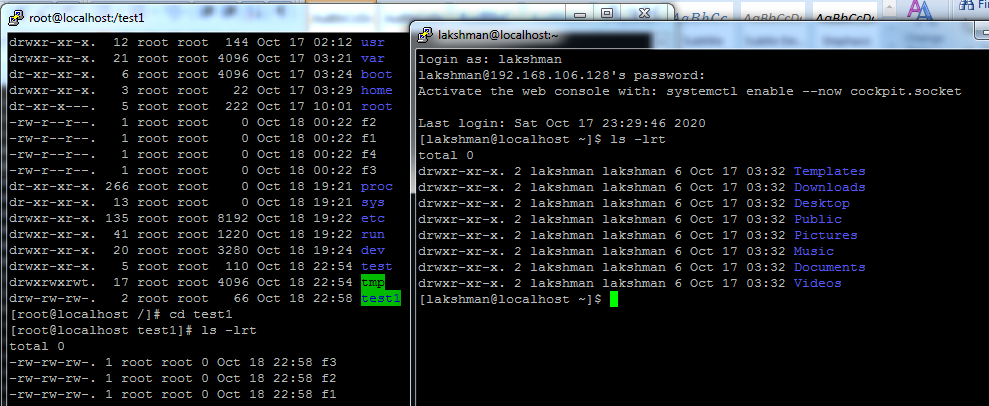 root@localhost:/test1
drwxr-xr-x. 12 root root 144 Oct 17 02:12 usr
drwxr-xr-x. 21 root root 4096 Oct 17 03:21 var
dr-xr-xr-x. 6 root root 4096 Oct 17 03:24 boot
drwxr-xr-x. 3 root root 22 Oct 17 03:29 home
dr-xr-x---. 5 root root 222 Oct 17 10:01 root
-rw-r--r--. 1 root root 0 Oct 18 00:22 f2
-rw-r--r--. 1 root root 0 Oct 18 00:22 f1
-rw-r--r--. 1 root root 0 Oct 18 00:22 f4
-rw-r--r--. 1 root root 0 Oct 18 00:22 f3
dr-xr-xr-x. 266 root root 0 Oct 18 19:21 proc
dr-xr-xr-x. 13 root root 0 Oct 18 19:21 sys
drwxr-xr-x. 135 root root 8192 Oct 18 19:22 etc
drwxr-xr-x. 41 root root 1220 Oct 18 19:22 run
drwxr-xr-x. 20 root root 3280 Oct 18 19:24 dev
drwxr-xr-x. 5 root root 110 Oct 18 22:54 test
drwxrwxrwt. 17 root root 4096 Oct 18 22:54 tmp
drw-rw-rw-. 2 root root 66 Oct 18 22:58 test1
[root@localhost /]# cd test1
[root@localhost test1]# ls -lrt
total 0
-rw-rw-rw-. 1 root root 0 Oct 18 22:58 f3
-rw-rw-rw-. 1 root root 0 Oct 18 22:58 f2
-rw-rw-rw-. 1 root root 0 Oct 18 22:58 f1
lakshman@localhost:~
login as: lakshman
lakshman@192.168.106.128's password:
Activate the web console with: systemctl enable --now cockpit.socket
Last login: Sat Oct 17 23:29:46 2020
[lakshman@localhost ~]$ ls -lrt
total 0
drwxr-xr-x. 2 lakshman lakshman 6 Oct 17 03:32 Templates
drwxr-xr-x. 2 lakshman lakshman 6 Oct 17 03:32 Downloads
drwxr-xr-x. 2 lakshman lakshman 6 Oct 17 03:32 Desktop
drwxr-xr-x. 2 lakshman lakshman 6 Oct 17 03:32 Public
drwxr-xr-x. 2 lakshman lakshman 6 Oct 17 03:32 Pictures
drwxr-xr-x. 2 lakshman lakshman 6 Oct 17 03:32 Music
drwxr-xr-x. 2 lakshman lakshman 6 Oct 17 03:32 Documents
drwxr-xr-x. 2 lakshman lakshman 6 Oct 17 03:32 Videos
[lakshman@localhost ~]$